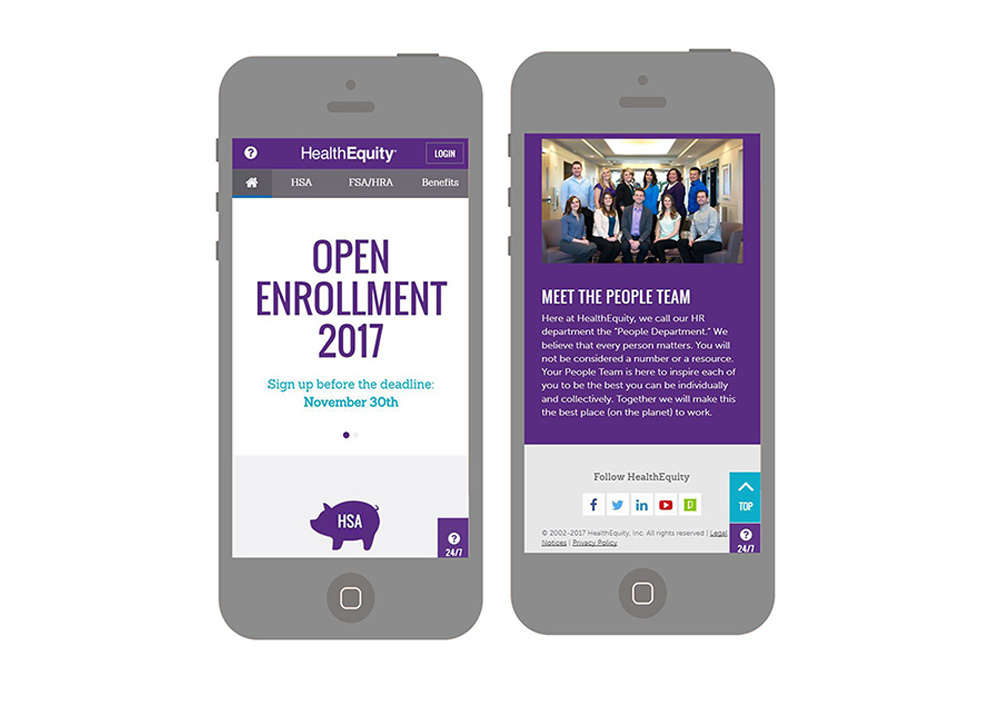 HealthEquity
LOGIN
HSA
FSA/HRA
Benefits
OPEN
ENROLLMENT
2017
Sign up before the deadline:
November 30th
HSA
?
24/7
MEET THE PEOPLE TEAM
Here at HealthEquity, we call our HR
department the “People Department.” We
believe that every person matters. You will
not be considered a number or a resource.
Your People Team is here to inspire each of
you to be the best you can be individually
and collectively. Together we will make this
the best place (on the planet) to work.
Follow HealthEquity
TOP
© 2002-2017 HealthEquity, Inc. All rights reserved | Legal
Notices | Privacy Policy
?
24/7